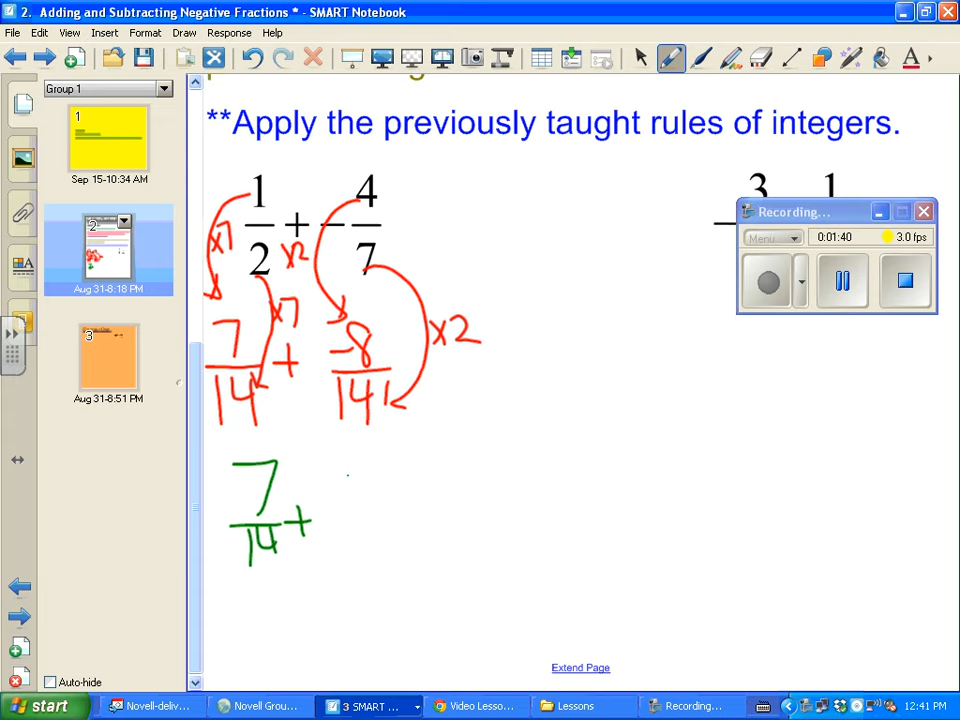 2. Adding and Subtracting Negative Fractions * - SMART Notebook
File Edit View Insert Format Draw Response Help
Group 1
1
Sep 15-10:34 AM
2
Aug 31-8:18 PM
3
Aug 31-8:51 PM
Auto-hide
**Apply the previously taught rules of integers.
1/2 + - 4/7
x7 x2
x7 x2
7/14 + -8/14
7/14 +
- 3 1
Recording...
Menu 0:01:40 3.0 fps
Extend Page
start Novell-deliv... Novell Grou... 3 SMART ... Video Lesso... Lessons Recording... 12:41 PM